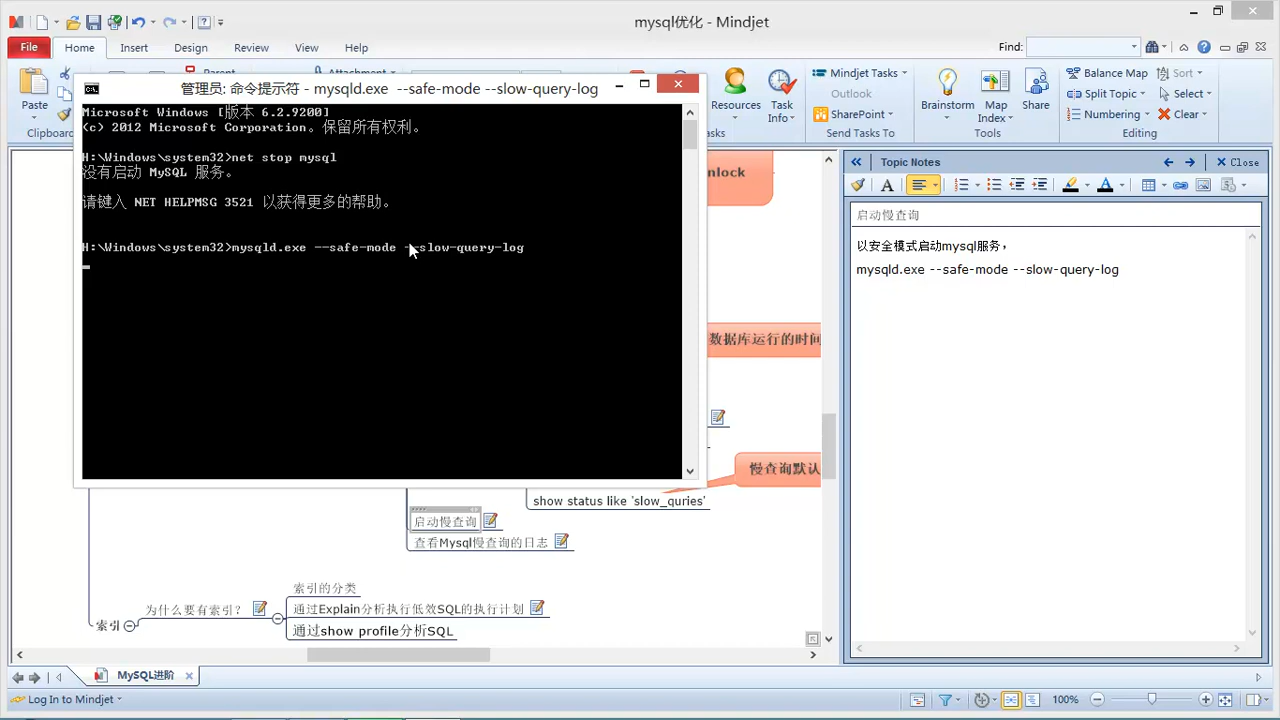 mysql优化 - Mindjet
File Home Insert Design Review View Help Find:
Mindjet Tasks Balance Map Sort
Paste Resources Task Info Outlook Brainstorm Map Index Share Split Topic Select
SharePoint Numbering Clear
Clipboard Tools Editing
管理员: 命令提示符 - mysqld.exe --safe-mode --slow-query-log
Microsoft Windows [版本 6.2.9200]
(c) 2012 Microsoft Corporation。保留所有权利。
H:\Windows\system32>net stop mysql
没有启动 MySQL 服务。
请键入 NET HELPMSG 3521 以获得更多的帮助。
H:\Windows\system32>mysqld.exe --safe-mode --slow-query-log
nlock
数据库运行的时间
慢查询默认
show status like 'slow_quries'
启动慢查询
查看Mysql慢查询的日志
索引的分类
为什么要有索引?
通过Explain分析执行低效SQL的执行计划
索引
通过show profile分析SQL
Topic Notes Close
启动慢查询
以安全模式启动mysql服务，
mysqld.exe --safe-mode --slow-query-log
MySQL进阶
Log In to Mindjet 100%